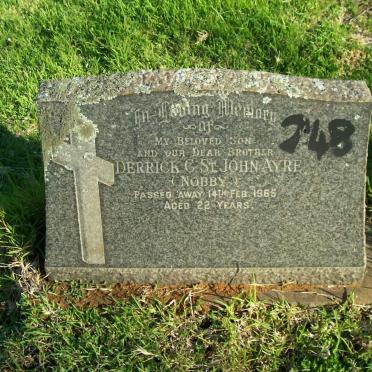 In Loving Memory
of
My Beloved Son
and our Dear Brother
Derrick C. St. John Ayre
(Nobby)
Passed away 14th Feb. 1965
Aged 22 Years.
748